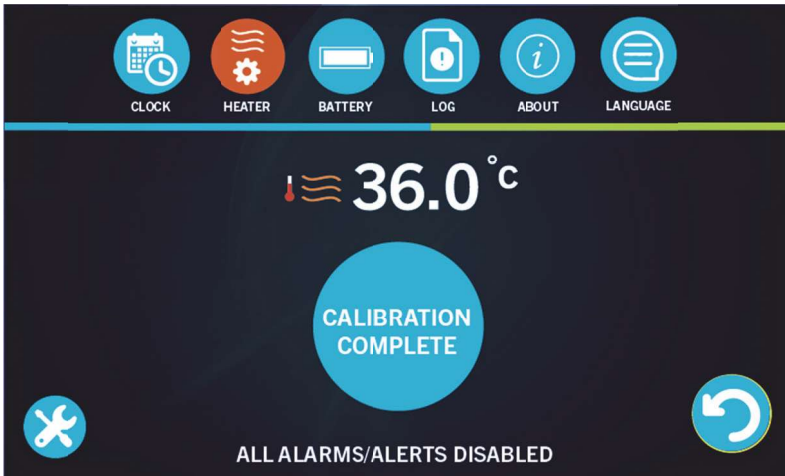 CLOCK
HEATER
BATTERY
LOG
ABOUT
LANGUAGE
36.0°C
CALIBRATION
COMPLETE
ALL ALARMS/ALERTS DISABLED